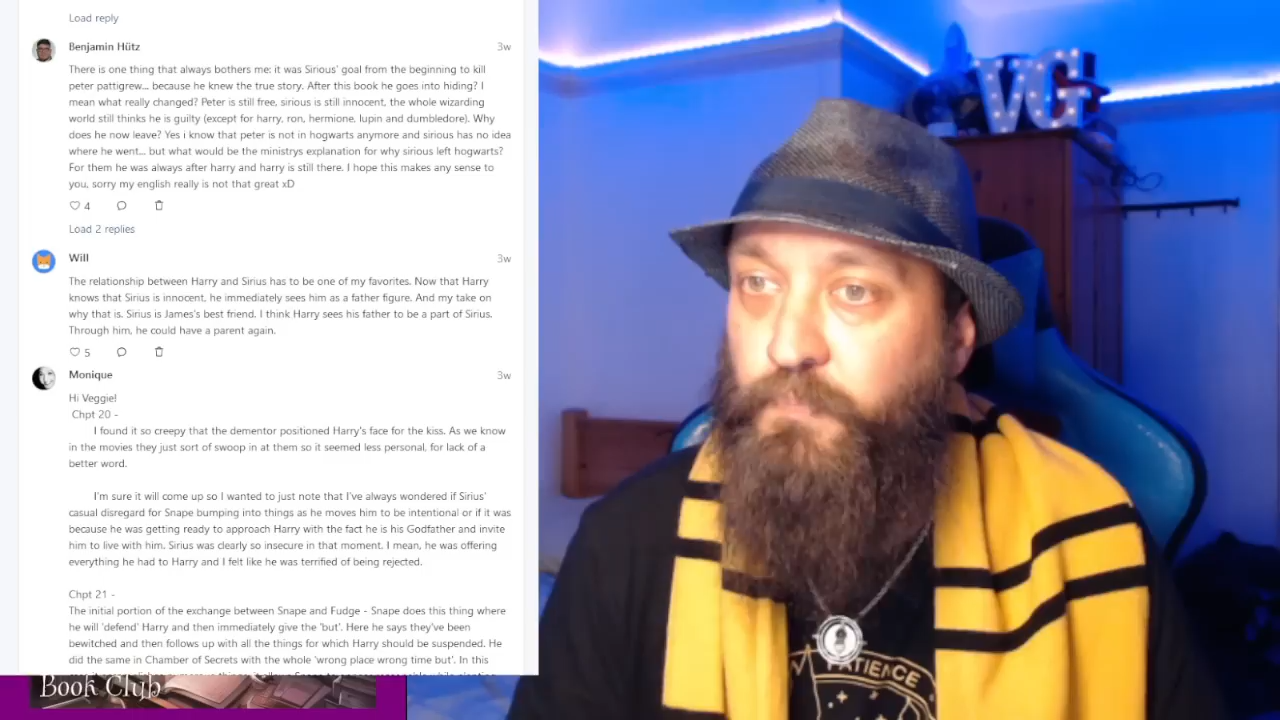 Load reply
Benjamin Hütz
3w
There is one thing that always bothers me: it was Sirious' goal from the beginning to kill
peter pattigrew... because he knew the true story. After this book he goes into hiding? I
mean what really changed? Peter is still free, sirious is still innocent, the whole wizarding
world still thinks he is guilty (except for harry, ron, hermione, lupin and dumbledore). Why
does he now leave? Yes i know that peter is not in hogwarts anymore and sirious has no idea
where he went... but what would be the ministrys explanation for why sirious left hogwarts?
For them he was always after harry and harry is still there. I hope this makes any sense to
you, sorry my english really is not that great xD
4
Load 2 replies
Will
3w
The relationship between Harry and Sirius has to be one of my favorites. Now that Harry
knows that Sirius is innocent, he immediately sees him as a father figure. And my take on
why that is. Sirius is James's best friend. I think Harry sees his father to be a part of Sirius.
Through him, he could have a parent again.
5
Monique
3w
Hi Veggie!
Chpt 20 -
I found it so creepy that the dementor positioned Harry's face for the kiss. As we know
in the movies they just sort of swoop in at them so it seemed less personal, for lack of a
better word.
I'm sure it will come up so I wanted to just note that I've always wondered if Sirius'
casual disregard for Snape bumping into things as he moves him to be intentional or if it was
because he was getting ready to approach Harry with the fact he is his Godfather and invite
him to live with him. Sirius was clearly so insecure in that moment. I mean, he was offering
everything he had to Harry and I felt like he was terrified of being rejected.
Chpt 21 -
The initial portion of the exchange between Snape and Fudge - Snape does this thing where
he will 'defend' Harry and then immediately give the 'but'. Here he says they've been
bewitched and then follows up with all the things for which Harry should be suspended. He
did the same in Chamber of Secrets with the whole 'wrong place wrong time but'. In this
Book Club
VG
PATIENCE